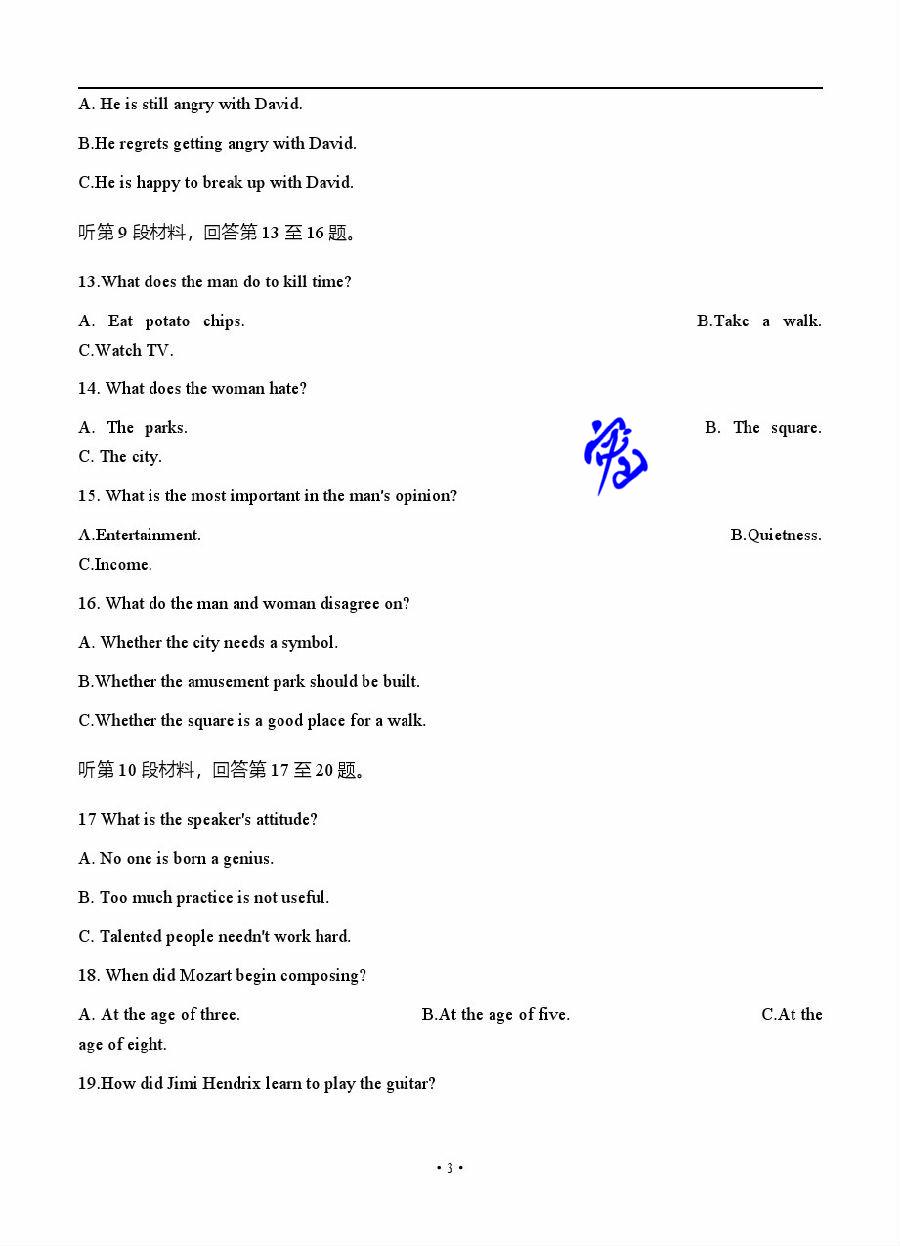 A. He is still angry with David.
B.He regrets getting angry with David.
C.He is happy to break up with David.
听第 9 段材料，回答第 13 至 16 题。
13.What does the man do to kill time?
A. Eat potato chips. B.Take a walk.
C.Watch TV.
14. What does the woman hate?
A. The parks. B. The square.
C. The city.
15. What is the most important in the man's opinion?
A.Entertainment. B.Quietness.
C.Income.
16. What do the man and woman disagree on?
A. Whether the city needs a symbol.
B.Whether the amusement park should be built.
C.Whether the square is a good place for a walk.
听第 10 段材料，回答第 17 至 20 题。
17 What is the speaker's attitude?
A. No one is born a genius.
B. Too much practice is not useful.
C. Talented people needn't work hard.
18. When did Mozart begin composing?
A. At the age of three. B.At the age of five. C.At the
age of eight.
19.How did Jimi Hendrix learn to play the guitar?
• 3 •